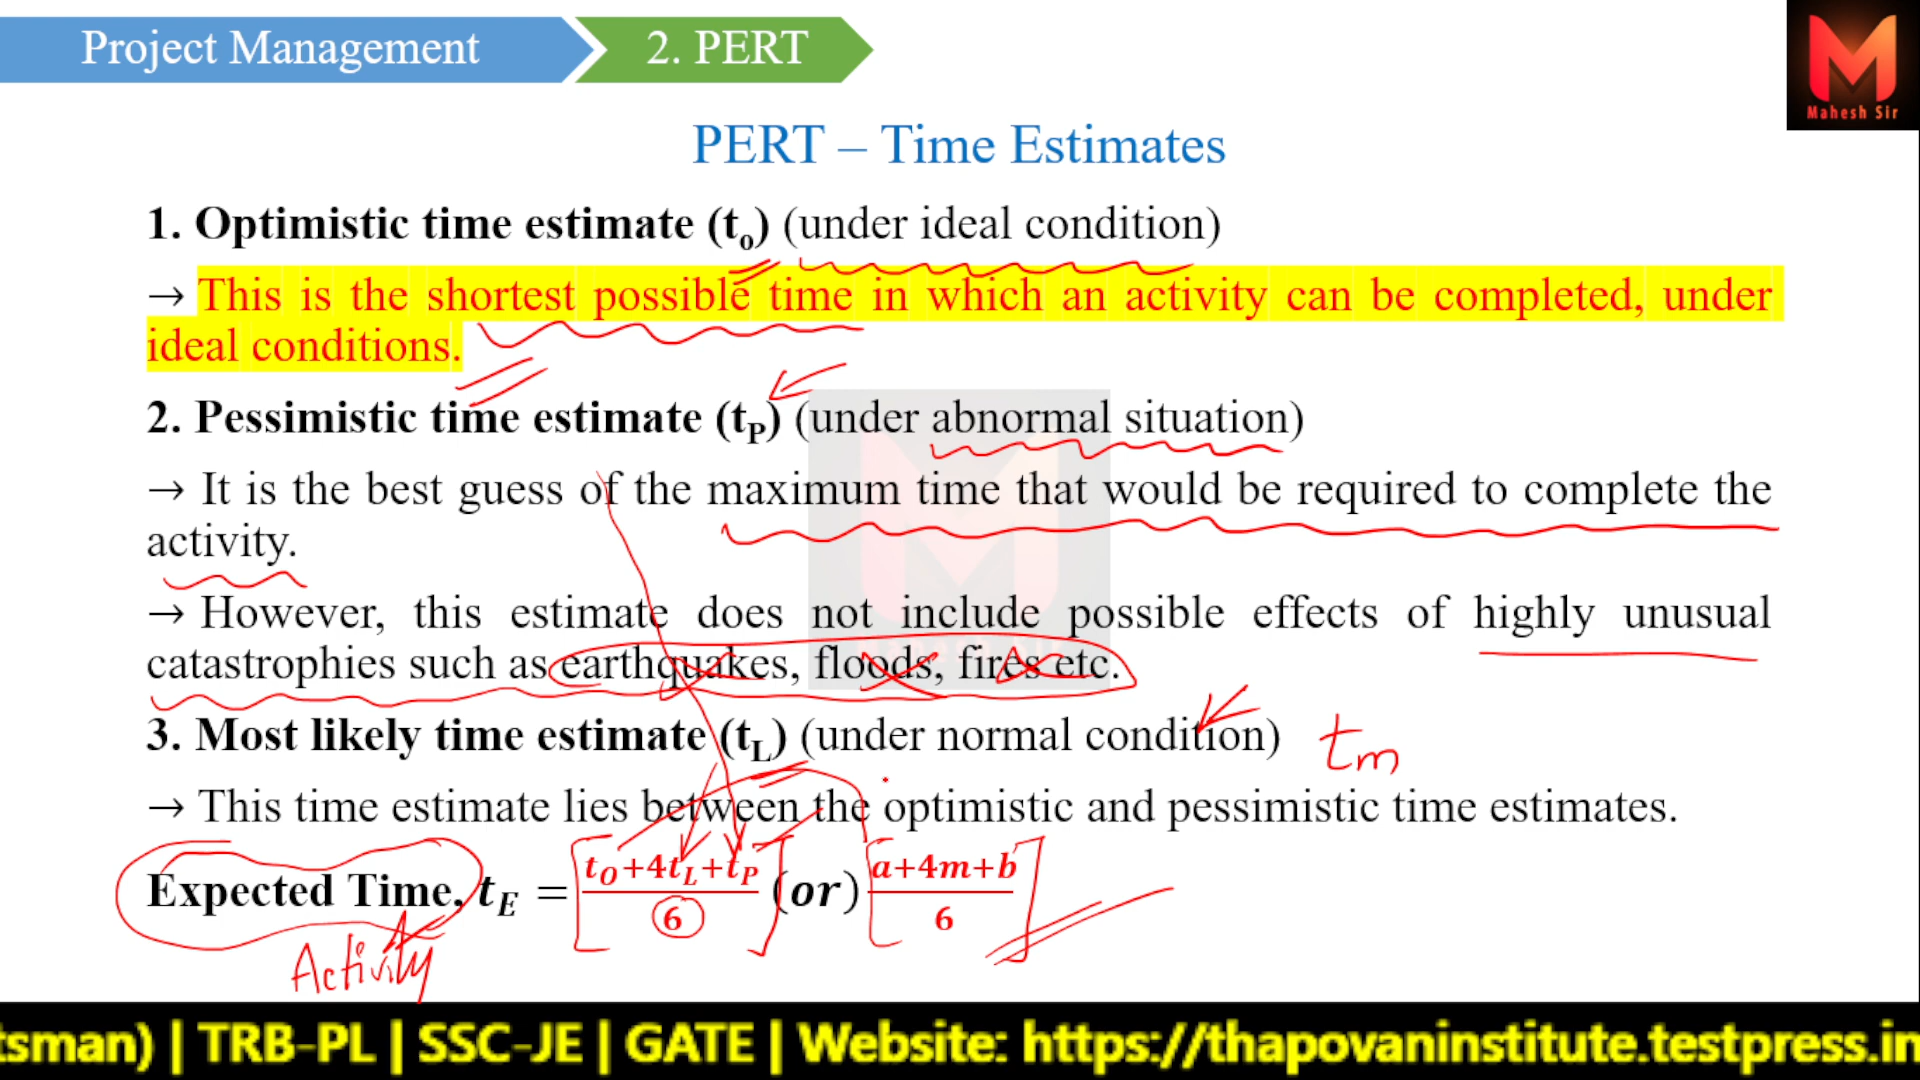 Project Management
2. PERT
Mahesh Sir
PERT – Time Estimates
1. Optimistic time estimate (to) (under ideal condition)
→ This is the shortest possible time in which an activity can be completed, under
ideal conditions.
2. Pessimistic time estimate (tP) (under abnormal situation)
→ It is the best guess of the maximum time that would be required to complete the
activity.
→ However, this estimate does not include possible effects of highly unusual
catastrophies such as earthquakes, floods, fires etc.
3. Most likely time estimate (tL) (under normal condition) tm
→ This time estimate lies between the optimistic and pessimistic time estimates.
Expected Time, tE = [tO+4tL+tP / 6] (or) [a+4m+b / 6]
Activity
tsman) | TRB-PL | SSC-JE | GATE | Website: https://thapovaninstitute.testpress.in